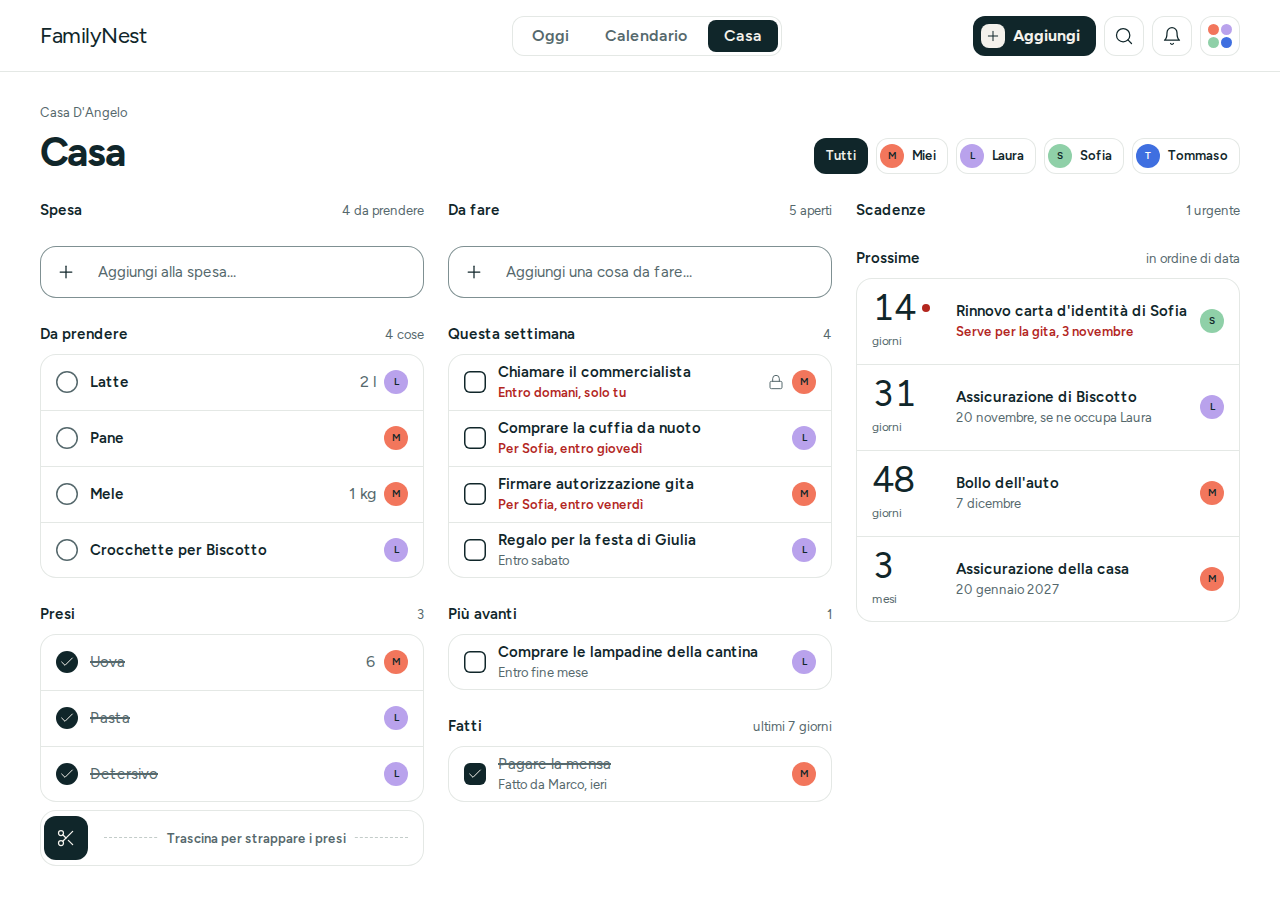 FamilyNest
Oggi
Calendario
Casa
Aggiungi
Casa D'Angelo
Casa
Tutti
M Miei
L Laura
S Sofia
T Tommaso
Spesa
4 da prendere
Aggiungi alla spesa...
Da prendere
4 cose
Latte
2 l
L
Pane
M
Mele
1 kg
M
Crocchette per Biscotto
L
Presi
3
Uova
6
M
Pasta
L
Detersivo
L
Trascina per strappare i presi
Da fare
5 aperti
Aggiungi una cosa da fare...
Questa settimana
4
Chiamare il commercialista
Entro domani, solo tu
M
Comprare la cuffia da nuoto
Per Sofia, entro giovedì
L
Firmare autorizzazione gita
Per Sofia, entro venerdì
M
Regalo per la festa di Giulia
Entro sabato
L
Più avanti
1
Comprare le lampadine della cantina
Entro fine mese
L
Fatti
ultimi 7 giorni
Pagare la mensa
Fatto da Marco, ieri
M
Scadenze
1 urgente
Prossime
in ordine di data
14
giorni
Rinnovo carta d'identità di Sofia
Serve per la gita, 3 novembre
S
31
giorni
Assicurazione di Biscotto
20 novembre, se ne occupa Laura
L
48
giorni
Bollo dell'auto
7 dicembre
M
3
mesi
Assicurazione della casa
20 gennaio 2027
M